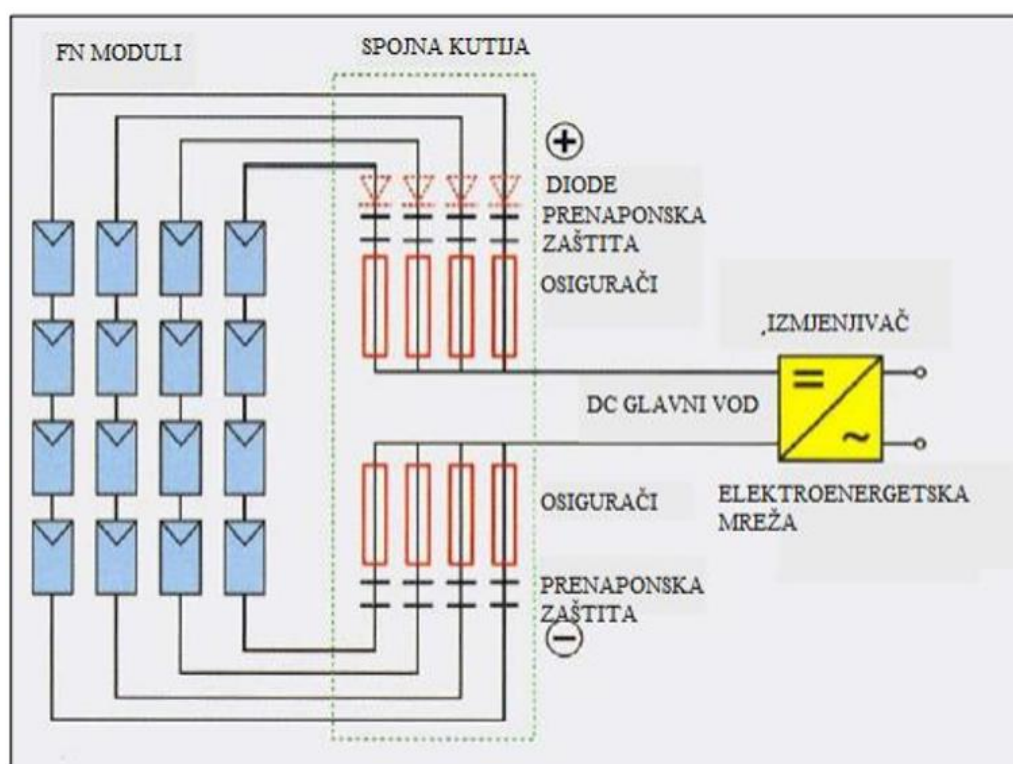 FN MODULI
SPOJNA KUTIJA
+
DIODE
PRENAPONSKA
ZAŠTITA
OSIGURAČI
IZMJENJIVAČ
=
~
DC GLAVNI VOD
OSIGURAČI
ELEKTROENERGETSKA
MREŽA
PRENAPONSKA
ZAŠTITA
−